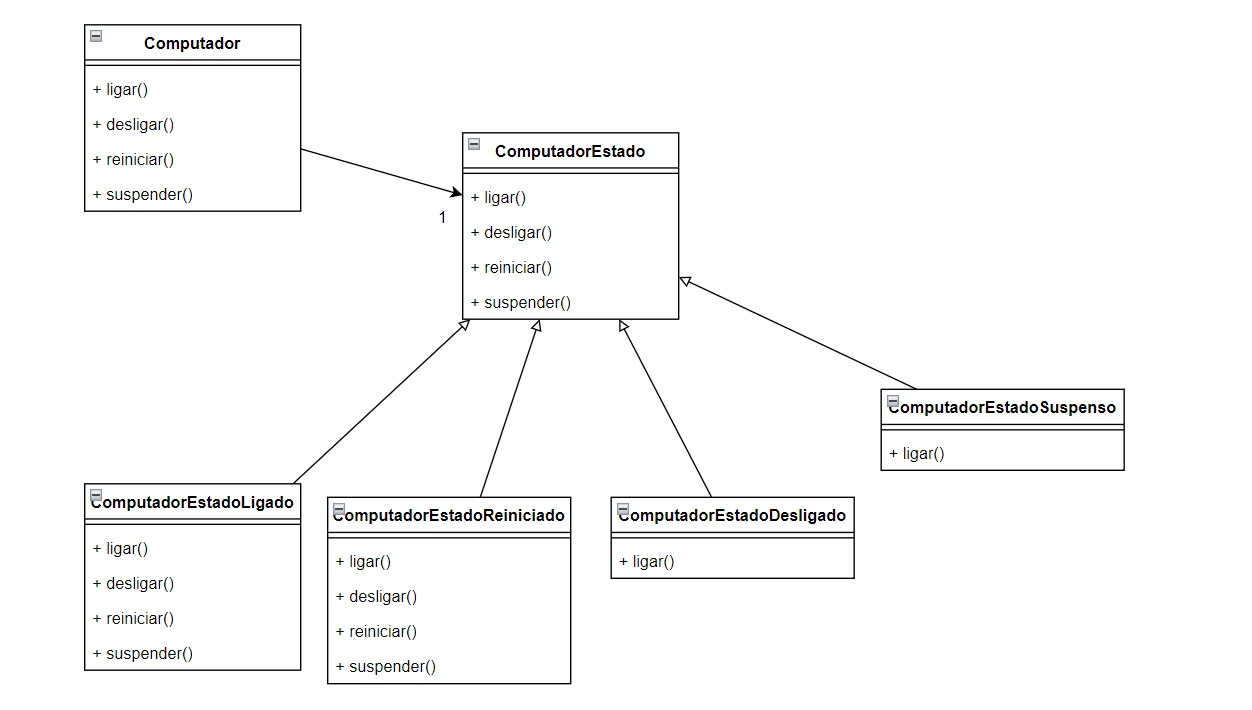 Computador
+ ligar()
+ desligar()
+ reiniciar()
+ suspender()
1
ComputadorEstado
+ ligar()
+ desligar()
+ reiniciar()
+ suspender()
ComputadorEstadoSuspenso
+ ligar()
ComputadorEstadoLigado
+ ligar()
+ desligar()
+ reiniciar()
+ suspender()
ComputadorEstadoReiniciado
+ ligar()
+ desligar()
+ reiniciar()
+ suspender()
ComputadorEstadoDesligado
+ ligar()